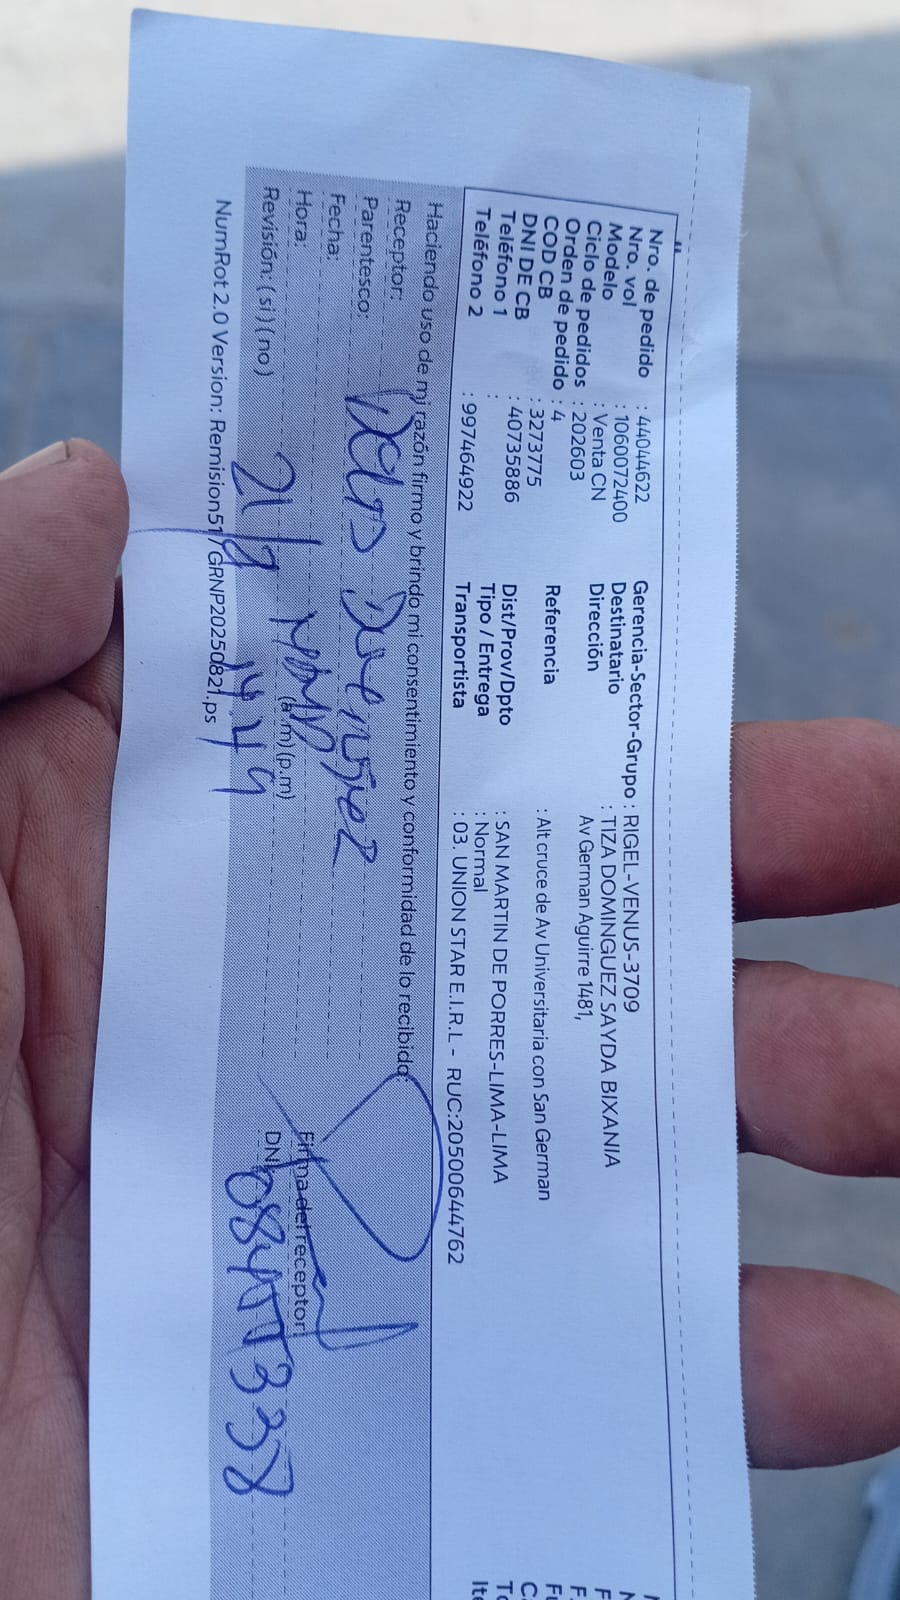 Nro. de pedido : 44044622
Nro. vol : 1060072400
Modelo : Venta CN
Ciclo de pedidos : 202603
Orden de pedido : 4
COD CB : 3273775
DNI DE CB : 40735886
Teléfono 1 :
Teléfono 2 : 997464922
Gerencia-Sector-Grupo : RIGEL-VENUS-3709
Destinatario : TIZA DOMINGUEZ SAYDA BIXANIA
Dirección Av German Aguirre 1481,
Referencia : Alt cruce de Av Universitaria con San German
Dist/Prov/Dpto : SAN MARTIN DE PORRES-LIMA-LIMA
Tipo / Entrega : Normal
Transportista : 03. UNION STAR E.I.R.L - RUC:20500644762
Haciendo uso de mi razón firmo y brindo mi consentimiento y conformidad de lo recibido:
Receptor:
Parentesco:
Fecha:
Hora: (a.m) (p.m) Firma del receptor
Revisión: ( si ) ( no ) 14 49 DNI
NumRot 2.0 Version: Remision51 / GRNP20250821.ps